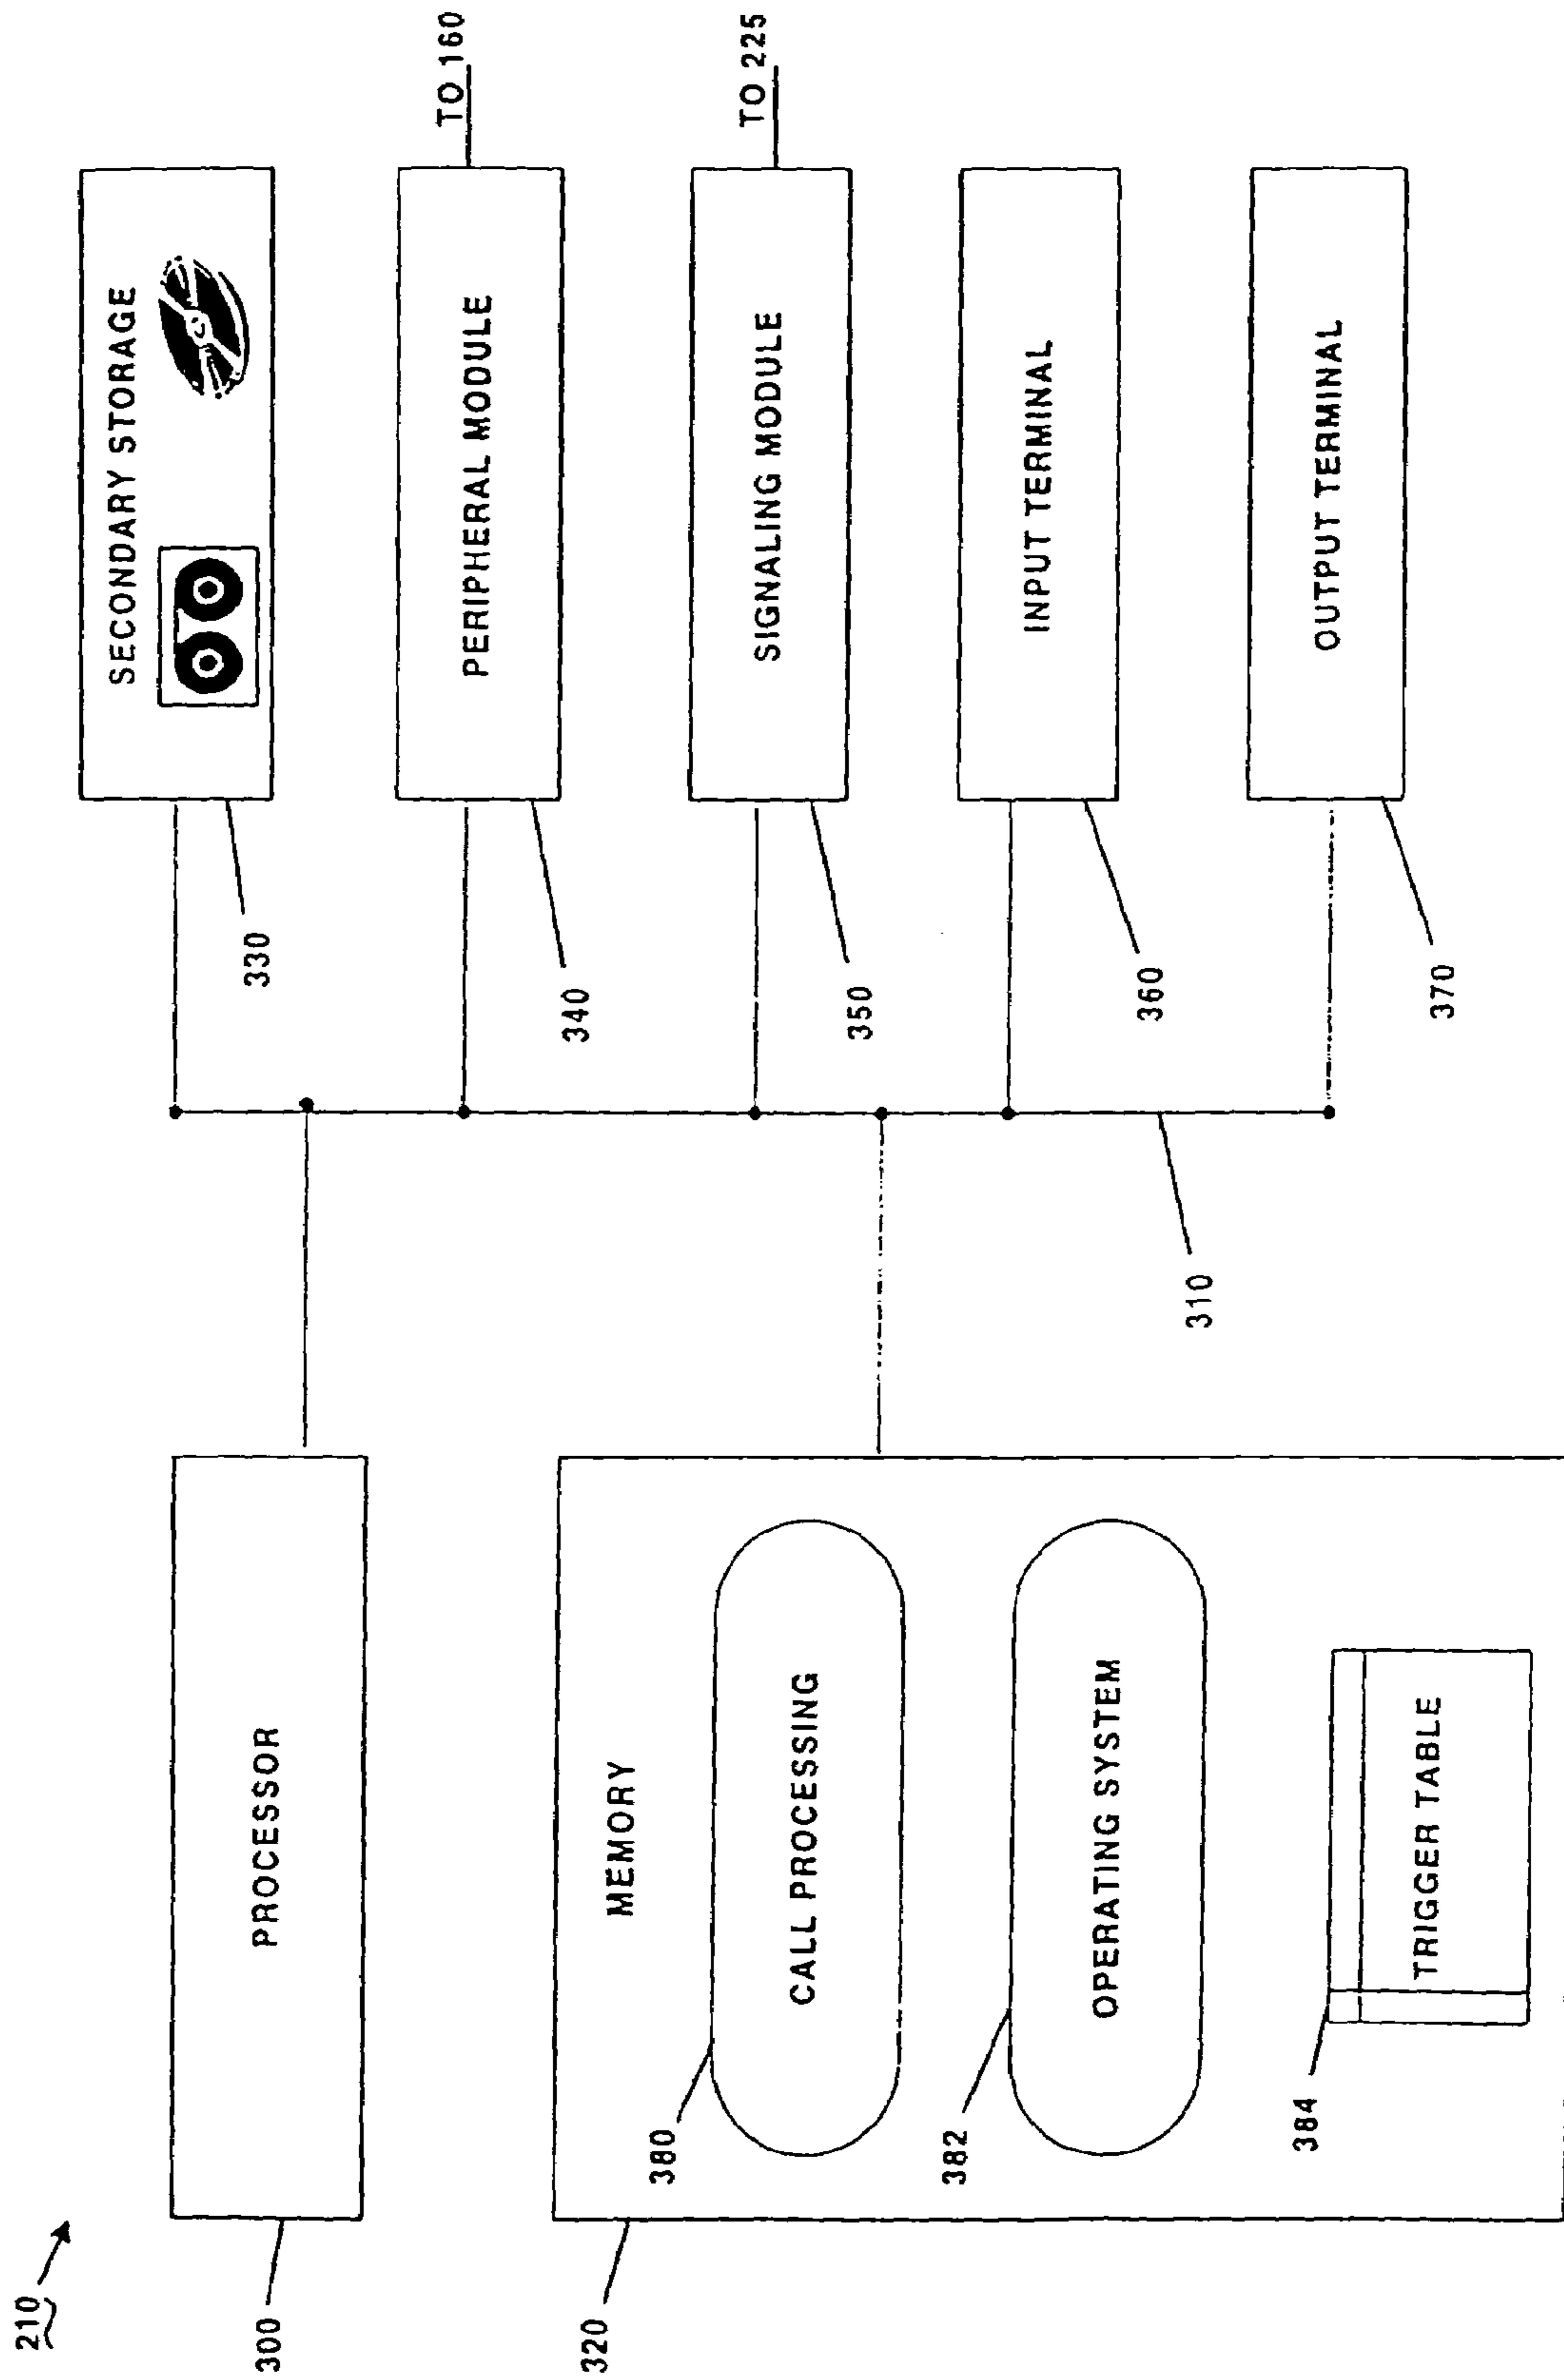 210
300
PROCESSOR
320
MEMORY
380
CALL PROCESSING
382
OPERATING SYSTEM
384
TRIGGER TABLE
310
330
SECONDARY STORAGE
340
PERIPHERAL MODULE
TO 160
350
SIGNALING MODULE
TO 225
360
INPUT TERMINAL
370
OUTPUT TERMINAL